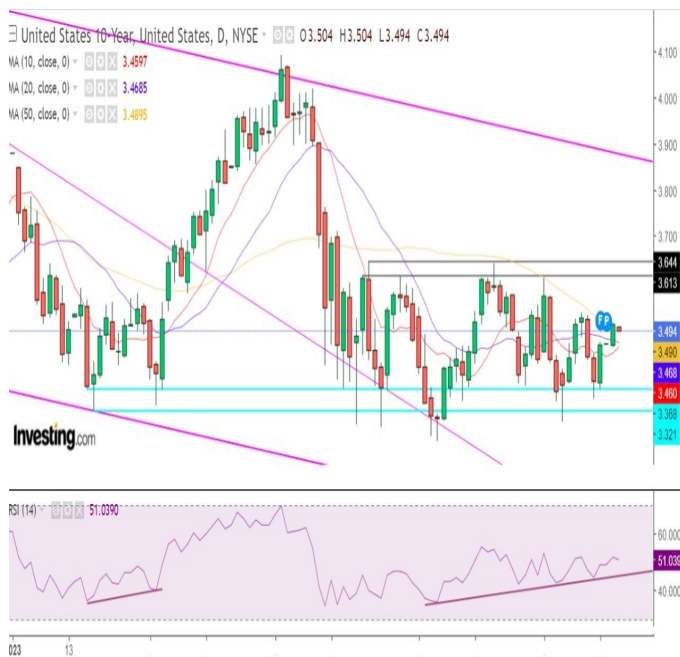 United States 10-Year, United States, D, NYSE O3.504 H3.504 L3.494 C3.494
MA (10, close, 0) 3.4597
MA (20, close, 0) 3.4685
MA (50, close, 0) 3.4895
4.100
4.000
3.900
3.800
3.700
3.644
3.613
F P
3.494
3.490
3.468
3.460
3.368
3.321
Investing.com
RSI (14) 51.0390
60.000
51.039
40.000
023 13